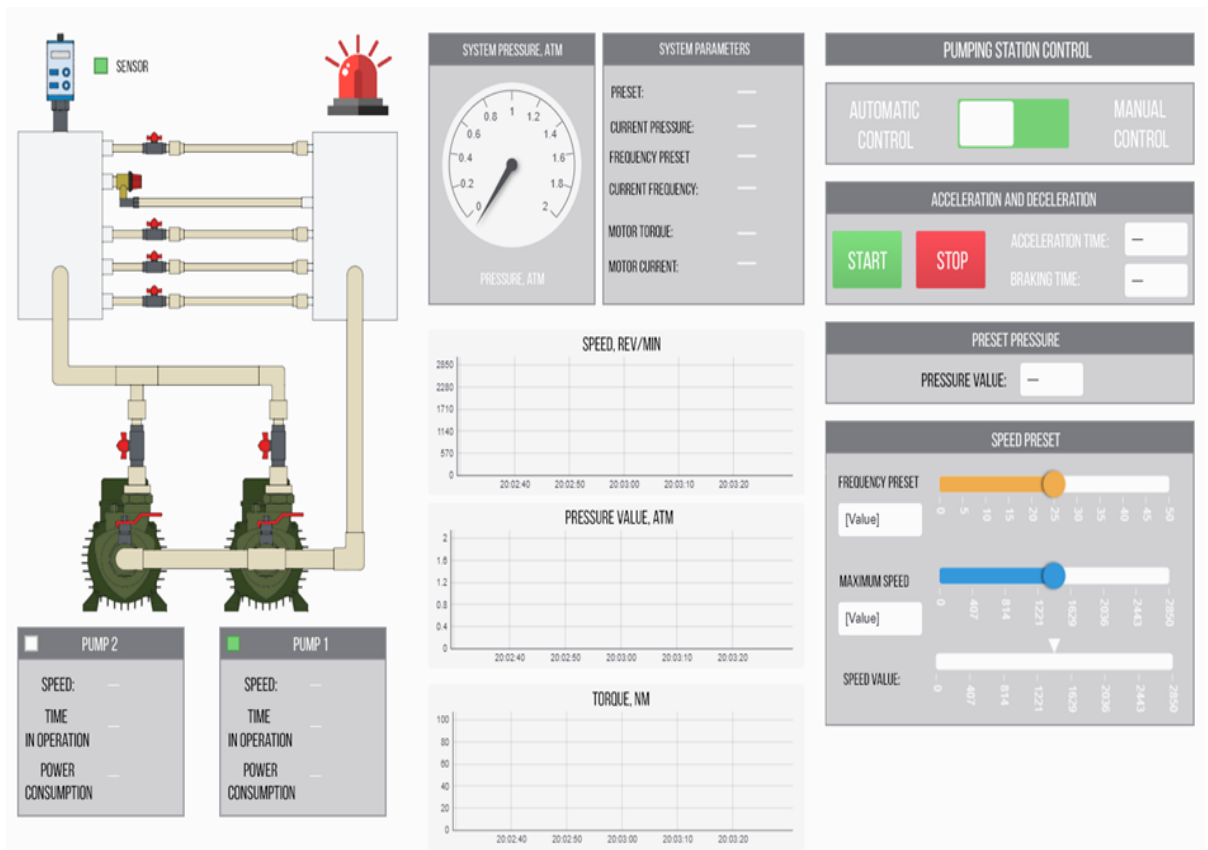 SENSOR
PUMP 2
SPEED: —
TIME
IN OPERATION —
POWER
CONSUMPTION —
PUMP 1
SPEED: —
TIME
IN OPERATION —
POWER
CONSUMPTION —
SYSTEM PRESSURE, ATM
0
0.2
0.4
0.6
0.8
1
1.2
1.4
1.6
1.8
2
PRESSURE, ATM
SYSTEM PARAMETERS
PRESET: —
CURRENT PRESSURE: —
FREQUENCY PRESET —
CURRENT FREQUENCY: —
MOTOR TORQUE: —
MOTOR CURRENT: —
SPEED, REV/MIN
2850
2280
1710
1140
570
0
20:02:40 20:02:50 20:03:00 20:03:10 20:03:20
PRESSURE VALUE, ATM
2
1.6
1.2
0.8
0.4
0
20:02:40 20:02:50 20:03:00 20:03:10 20:03:20
TORQUE, NM
100
80
60
40
20
0
20:02:40 20:02:50 20:03:00 20:03:10 20:03:20
PUMPING STATION CONTROL
AUTOMATIC
CONTROL
MANUAL
CONTROL
ACCELERATION AND DECELERATION
START
STOP
ACCELERATION TIME: —
BRAKING TIME: —
PRESET PRESSURE
PRESSURE VALUE: —
SPEED PRESET
FREQUENCY PRESET
[Value]
0 5 10 15 20 25 30 35 40 45 50
MAXIMUM SPEED
[Value]
0 407 814 1221 1629 2036 2443 2850
SPEED VALUE:
0 407 814 1221 1629 2036 2443 2850